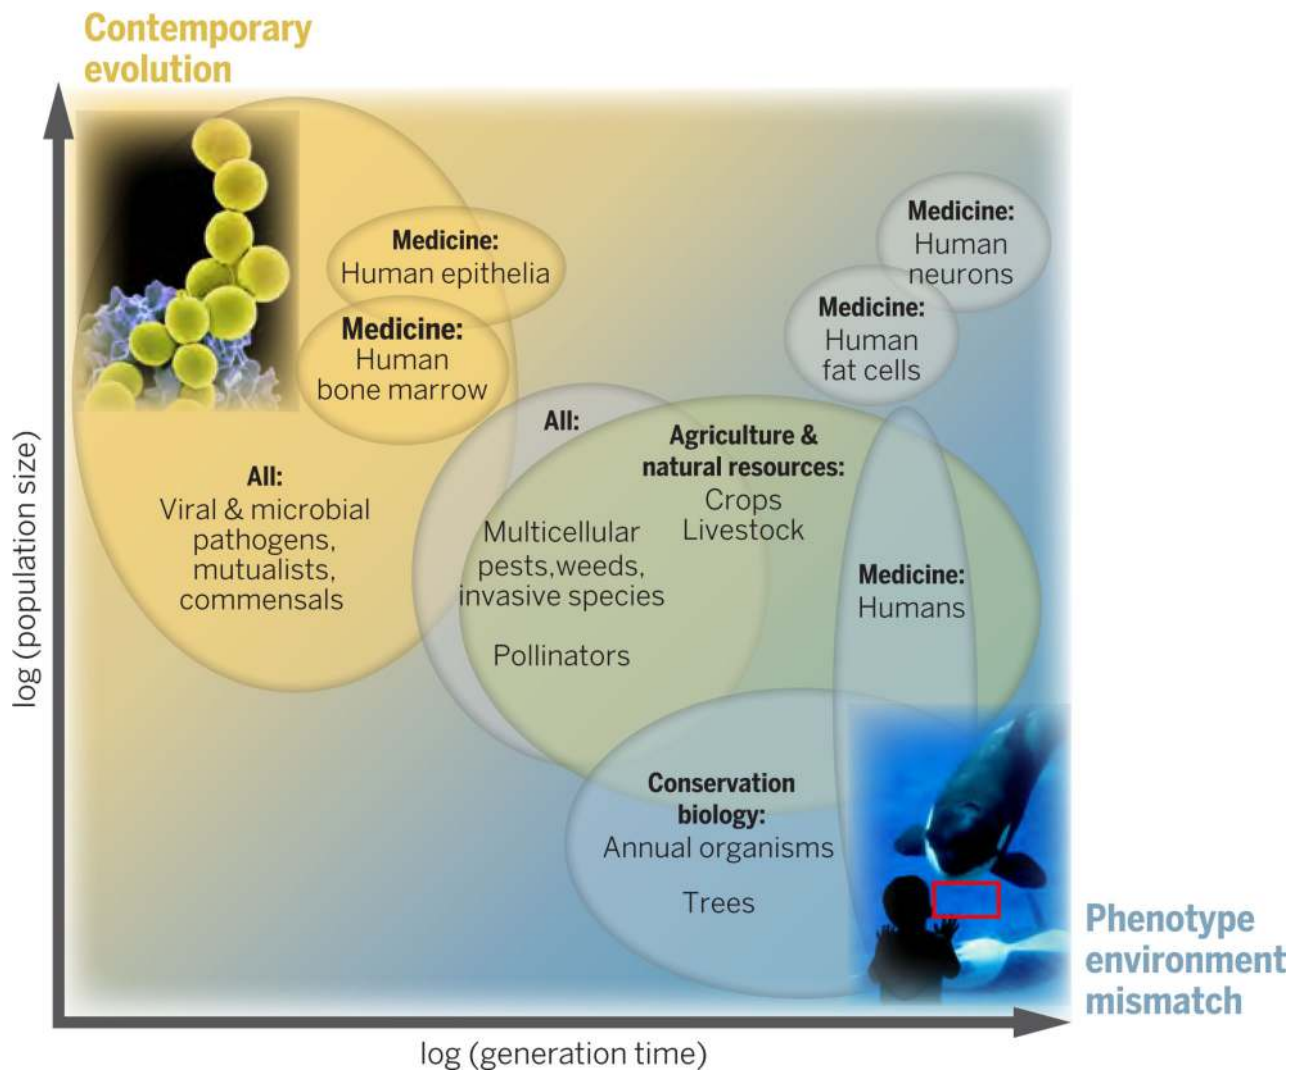 Contemporary
evolution
Medicine:
Human epithelia
Medicine:
Human
bone marrow
Medicine:
Human
neurons
Medicine:
Human
fat cells
All:
Viral & microbial
pathogens,
mutualists,
commensals
All:
Multicellular
pests,weeds,
invasive species
Pollinators
Agriculture &
natural resources:
Crops
Livestock
Medicine:
Humans
Conservation
biology:
Annual organisms
Trees
Phenotype
environment
mismatch
log (population size)
log (generation time)